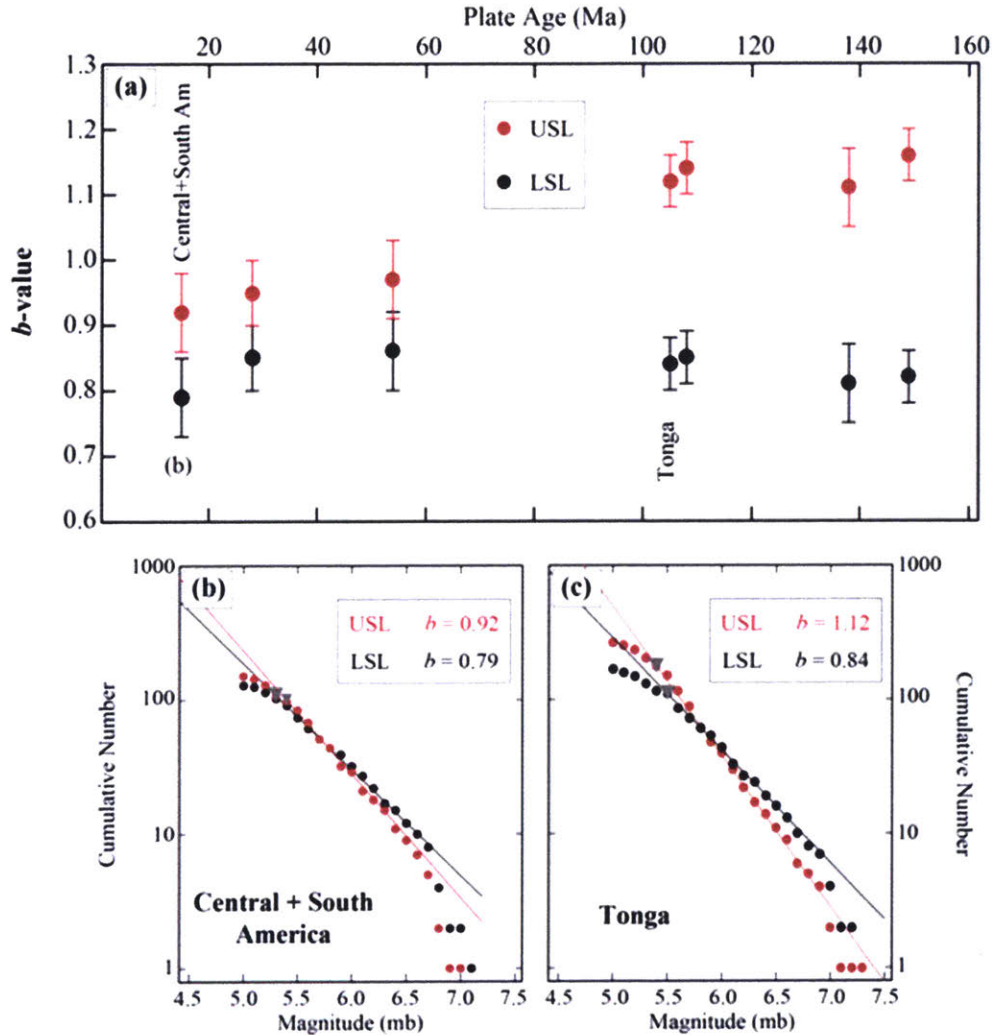 Plate Age (Ma)
20 40 60 80 100 120 140 160
1.3
1.2
1.1
1.0
0.9
0.8
0.7
0.6
b-value
(a)
Central+South Am
USL
LSL
(b)
Tonga
1000
100
10
1
Cumulative Number
(b)
USL b = 0.92
LSL b = 0.79
Central + South
America
4.5 5.0 5.5 6.0 6.5 7.0 7.5
Magnitude (mb)
(c)
USL b = 1.12
LSL b = 0.84
Tonga
4.5 5.0 5.5 6.0 6.5 7.0 7.5
Magnitude (mb)
1000
100
10
1
Cumulative Number